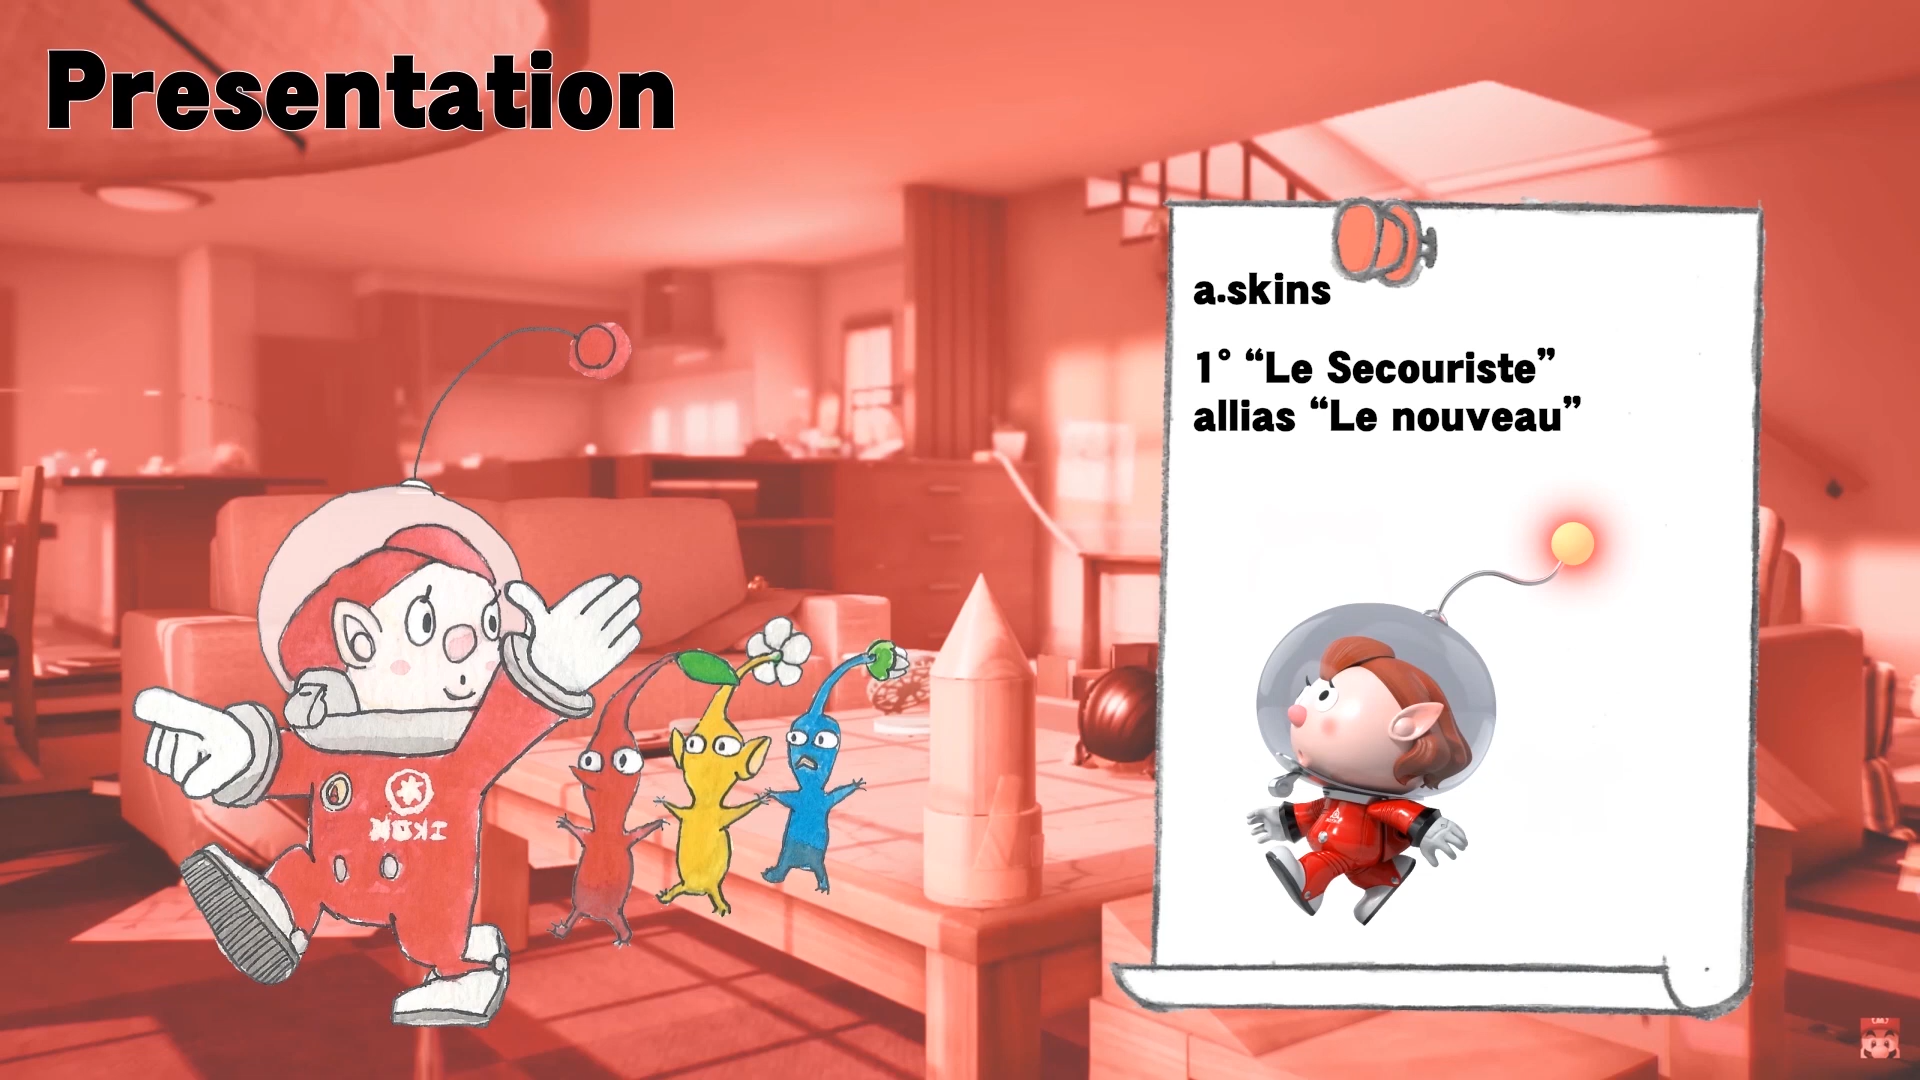 Presentation
a.skins
1° “Le Secouriste”
allias “Le nouveau”